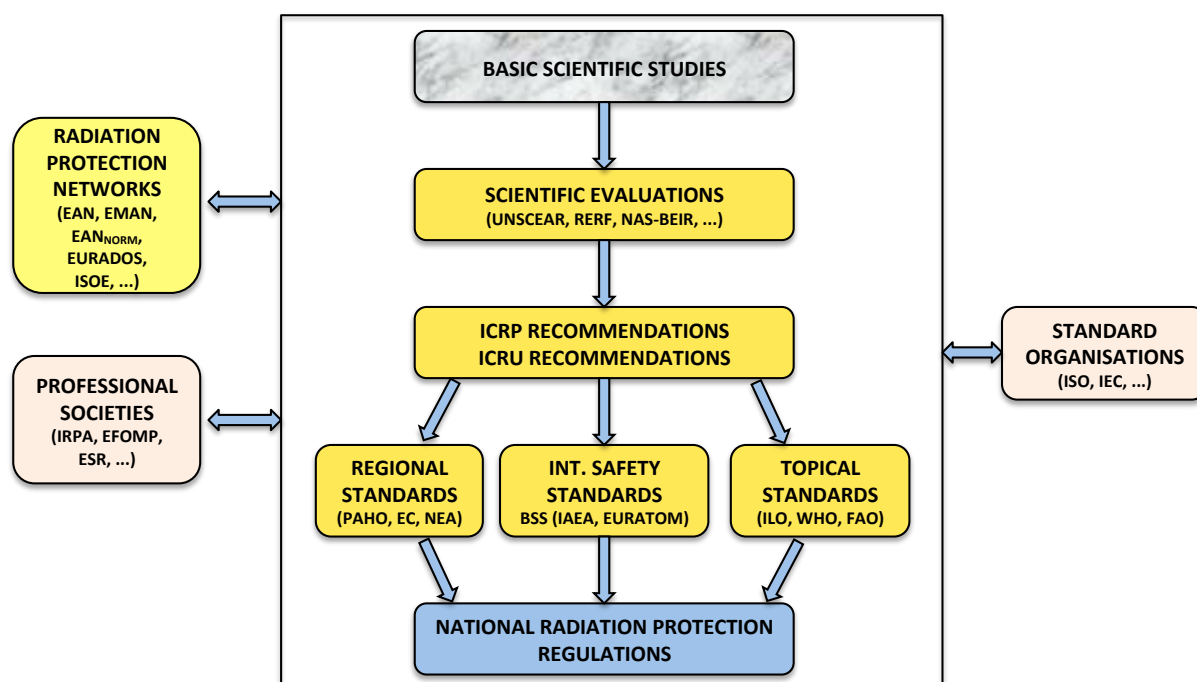 BASIC SCIENTIFIC STUDIES
RADIATION
PROTECTION
NETWORKS
(EAN, EMAN,
EANNORM,
EURADOS,
ISOE, ...)
SCIENTIFIC EVALUATIONS
(UNSCEAR, RERF, NAS-BEIR, ...)
ICRP RECOMMENDATIONS
ICRU RECOMMENDATIONS
STANDARD
ORGANISATIONS
(ISO, IEC, ...)
PROFESSIONAL
SOCIETIES
(IRPA, EFOMP,
ESR, ...)
REGIONAL
STANDARDS
(PAHO, EC, NEA)
INT. SAFETY
STANDARDS
BSS (IAEA, EURATOM)
TOPICAL
STANDARDS
(ILO, WHO, FAO)
NATIONAL RADIATION PROTECTION
REGULATIONS